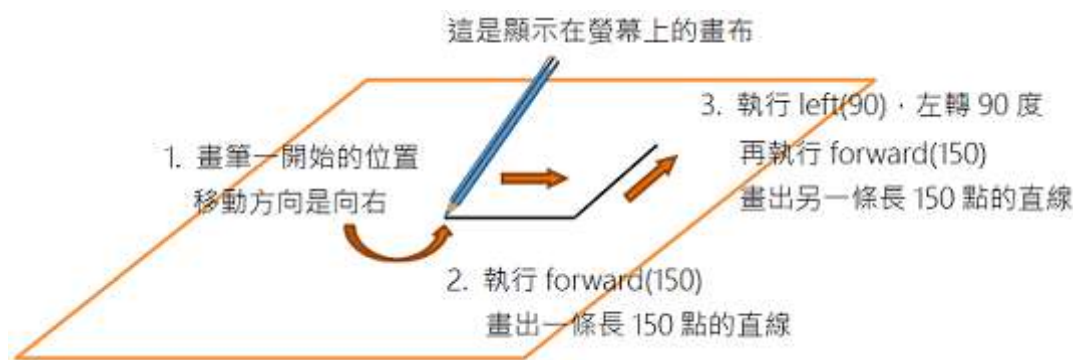 這是顯示在螢幕上的畫布
1. 畫筆一開始的位置
移動方向是向右
2. 執行 forward(150)
畫出一條長 150 點的直線
3. 執行 left(90)，左轉 90 度
再執行 forward(150)
畫出另一條長 150 點的直線